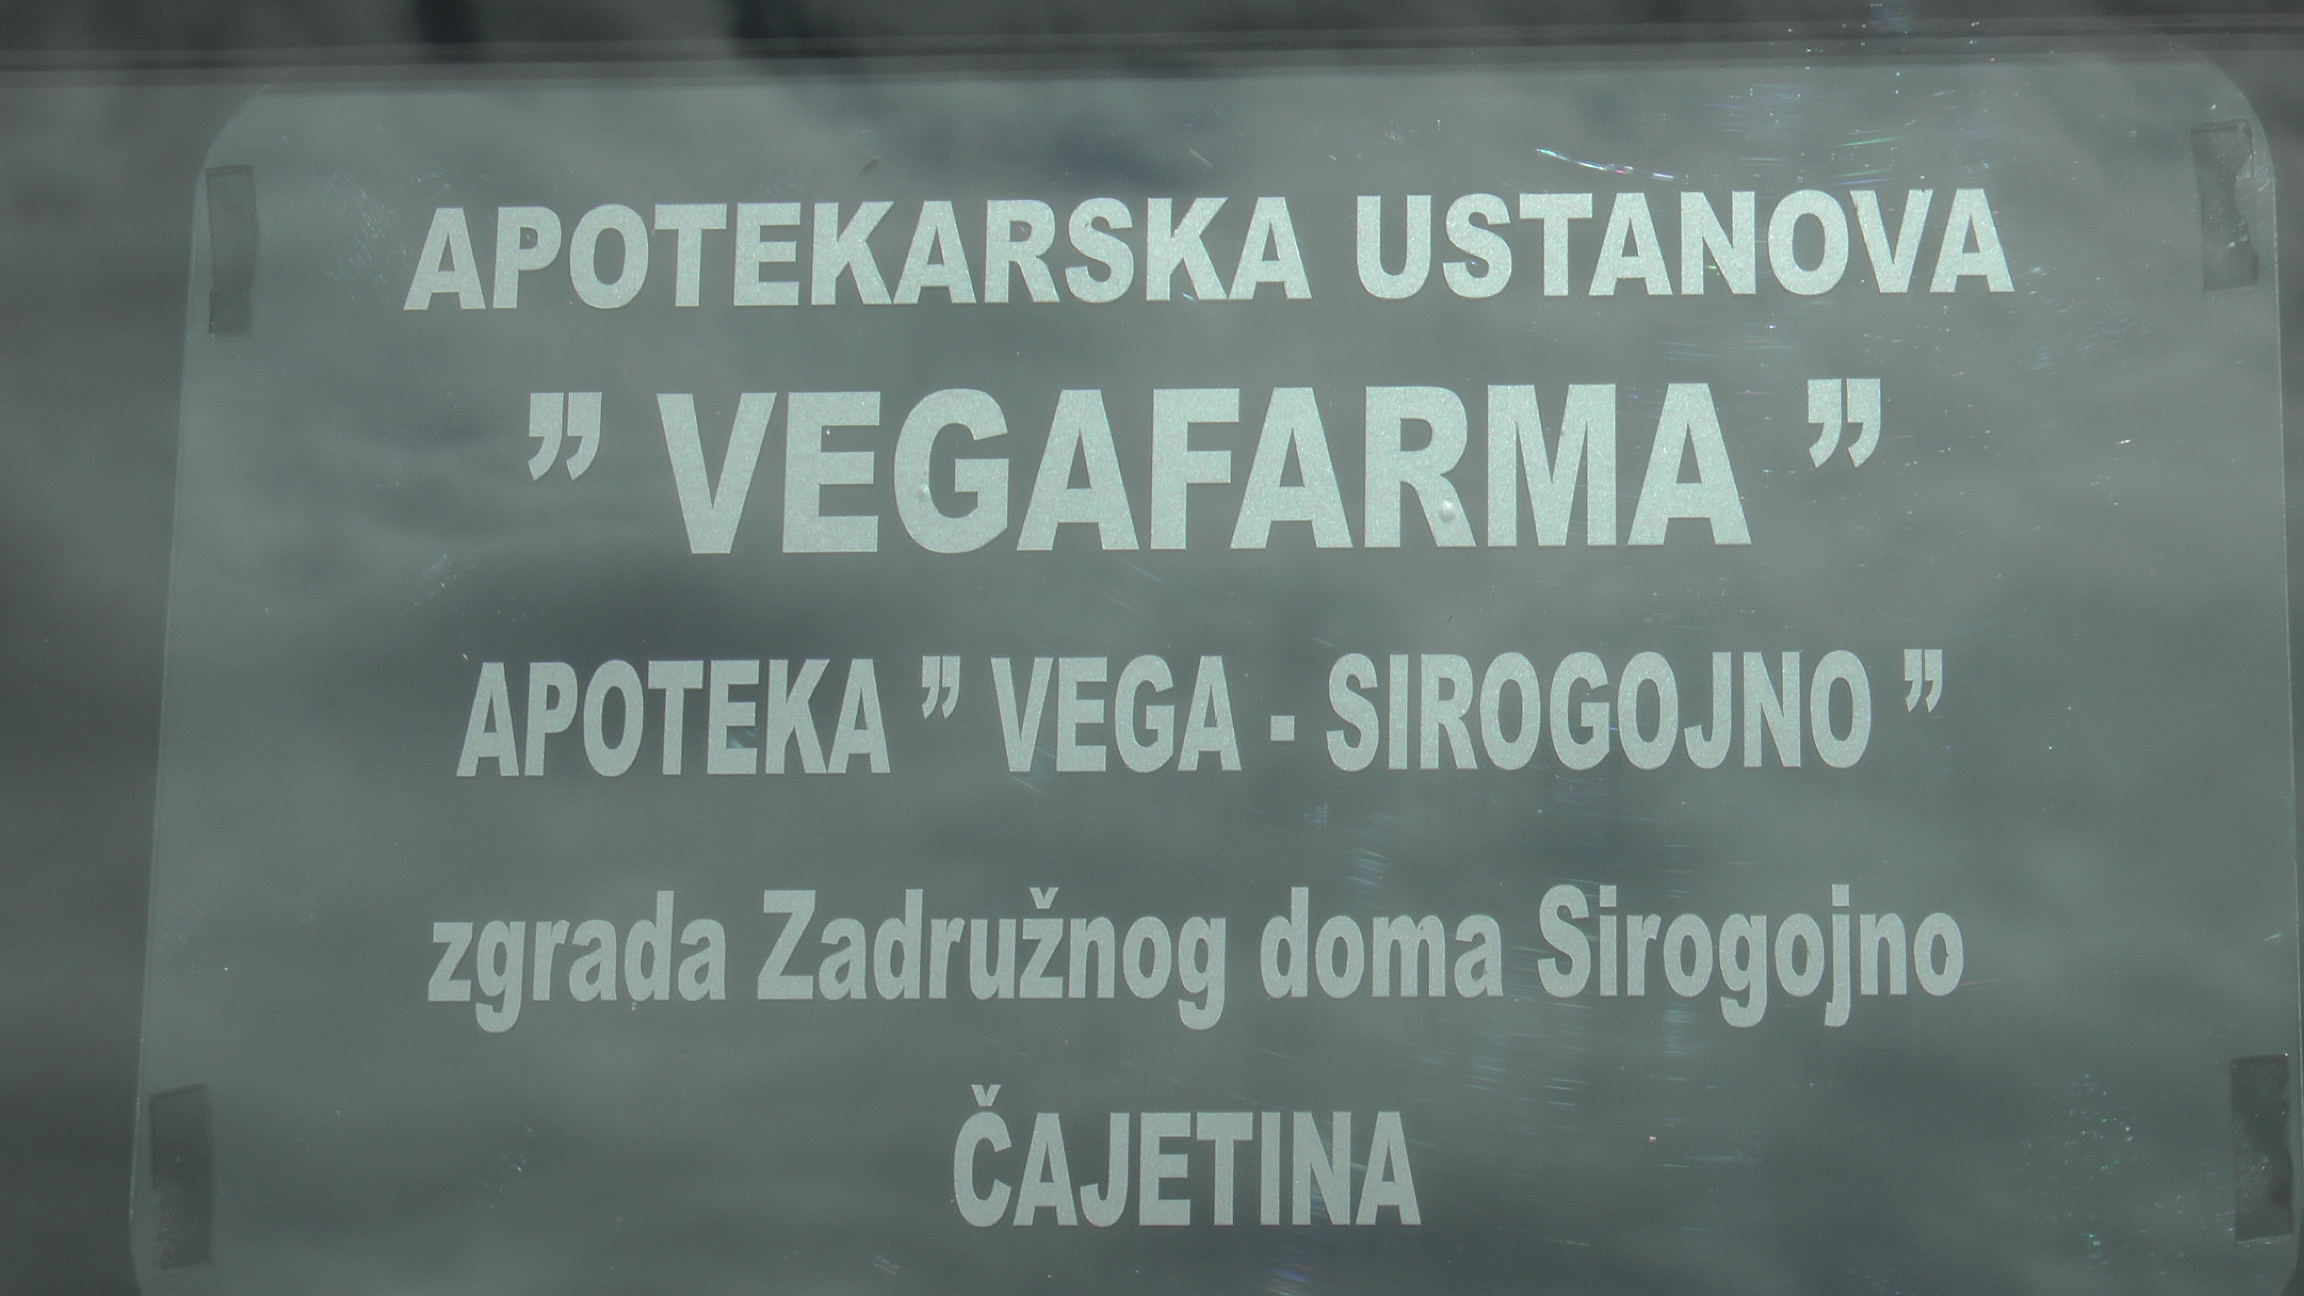 APOTEKARSKA USTANOVA
” VEGAFARMA ”
APOTEKA ” VEGA - SIROGOJNO ”
zgrada Zadružnog doma Sirogojno
ČAJETINA